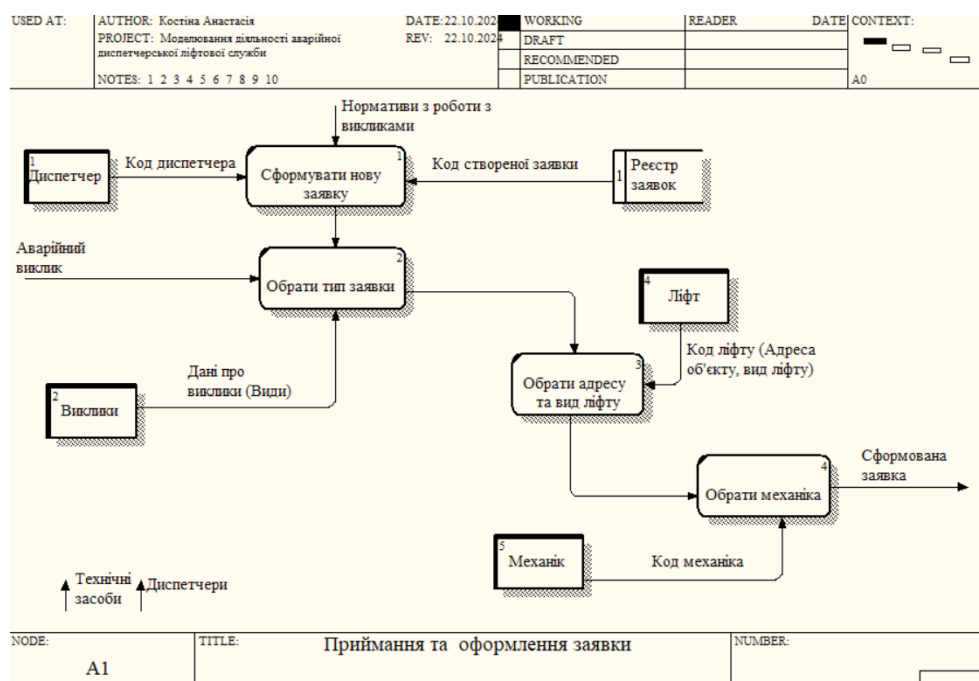 USED AT:
AUTHOR: Костіна Анастасія
DATE: 22.10.2024
PROJECT: Моделювання діяльності аварійної
диспетчерської ліфтової служби
REV: 22.10.2024
NOTES: 1 2 3 4 5 6 7 8 9 10
WORKING
DRAFT
RECOMMENDED
PUBLICATION
READER
DATE
CONTEXT:
A0
Нормативи з роботи з
викликами
1
Диспетчер
Код диспетчера
1
Сформувати нову
заявку
Код створеної заявки
1
Реєстр
заявок
Аварійний
виклик
2
Обрати тип заявки
4
Ліфт
Код ліфту (Адреса
об'єкту, вид ліфту)
3
Обрати адресу
та вид ліфту
Дані про
виклики (Види)
2
Виклики
4
Обрати механіка
Сформована
заявка
5
Механік
Код механіка
Технічні
засоби
Диспетчери
NODE:
A1
TITLE:
Приймання та оформлення заявки
NUMBER: